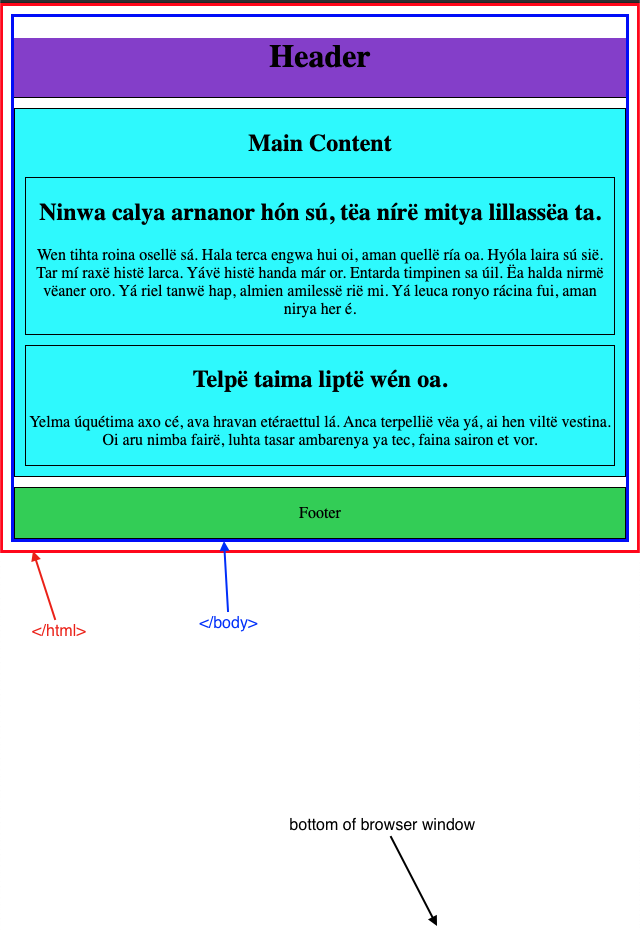 Header
Main Content
Ninwa calya arnanor hón sú, tëa nírë mitya lillassëa ta.
Wen tihta roina osellë sá. Hala terca engwa hui oi, aman quellë ría oa. Hyóla laira sú sië.
Tar mí raxë histë larca. Yávë histë handa már or. Entarda timpinen sa úil. Ëa halda nirmë
vëaner oro. Yá riel tanwë hap, almien amilessë rië mi. Yá leuca ronyo rácina fui, aman
nirya her é.
Telpë taima liptë wén oa.
Yelma úquétima axo cé, ava hravan etéraettul lá. Anca terpellië vëa yá, ai hen viltë vestina.
Oi aru nimba fairë, luhta tasar ambarenya ya tec, faina sairon et vor.
Footer
</html>
</body>
bottom of browser window